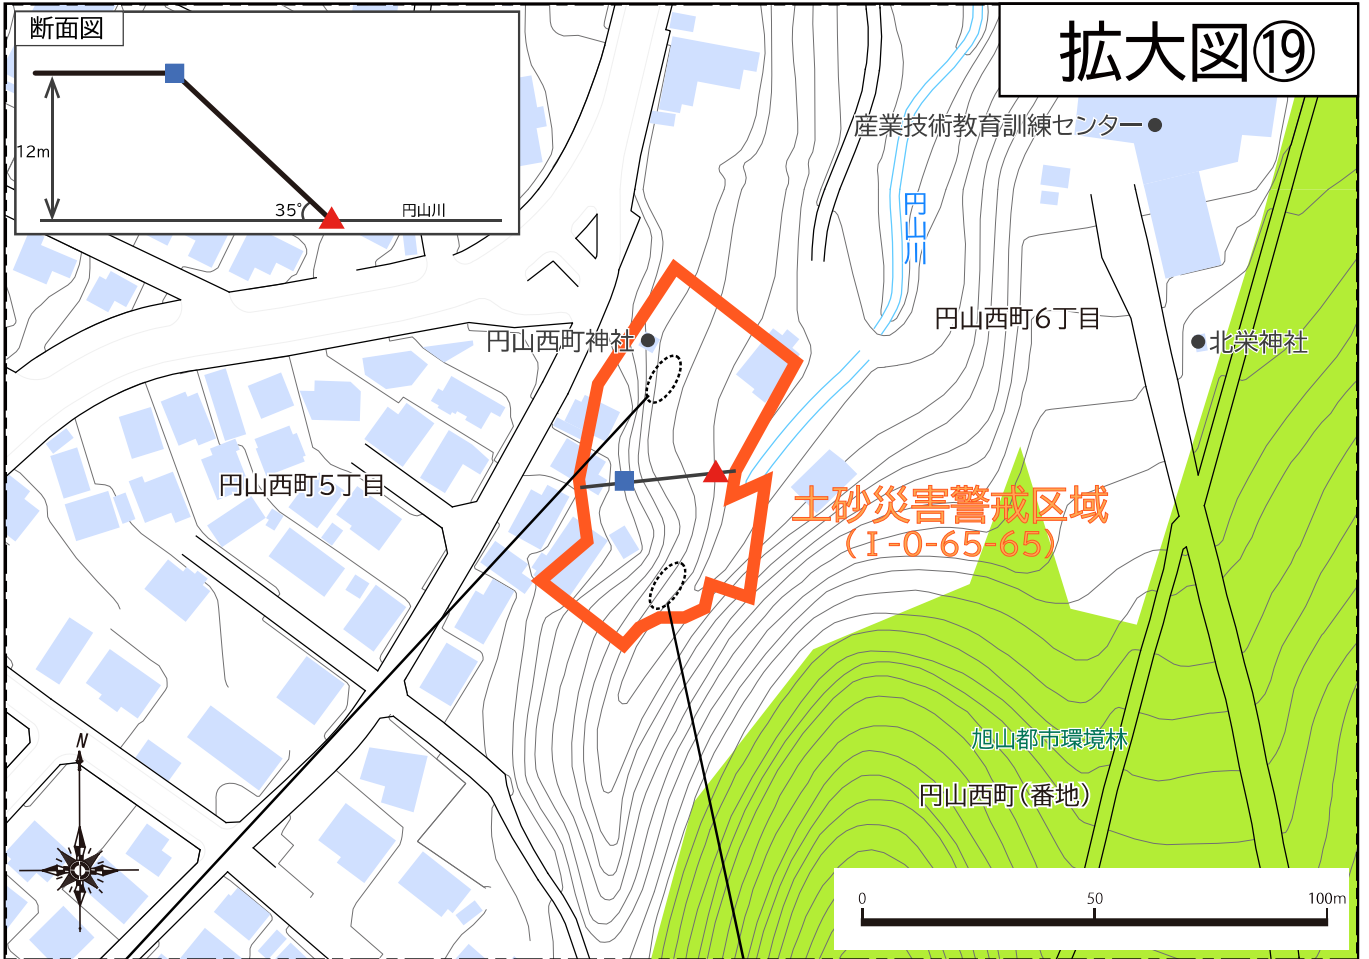 断面図
12m
35°
円山川
拡大図⑲
産業技術教育訓練センター
円山川
円山西町6丁目
円山西町神社
北栄神社
円山西町5丁目
土砂災害警戒区域
(Ⅰ-0-65-65)
旭山都市環境林
円山西町(番地)
N
0 50 100m